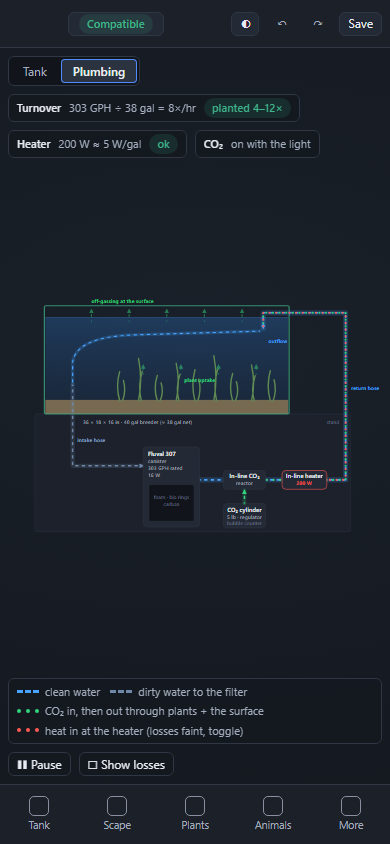 Compatible
Save
Tank
Plumbing
Turnover 303 GPH ÷ 38 gal = 8×/hr planted 4–12×
Heater 200 W ≈ 5 W/gal ok
CO₂ on with the light
off-gassing at the surface
outflow
plant uptake
return hose
36 × 18 × 16 in · 40 gal breeder (≈ 38 gal net)
stand
intake hose
Fluval 307
canister
303 GPH rated
16 W
foam · bio rings
carbon
In-line CO₂
reactor
In-line heater
200 W
CO₂ cylinder
5 lb · regulator
bubble counter
clean water
dirty water to the filter
CO₂ in, then out through plants + the surface
heat in at the heater (losses faint, toggle)
Pause
Show losses
Tank
Scape
Plants
Animals
More